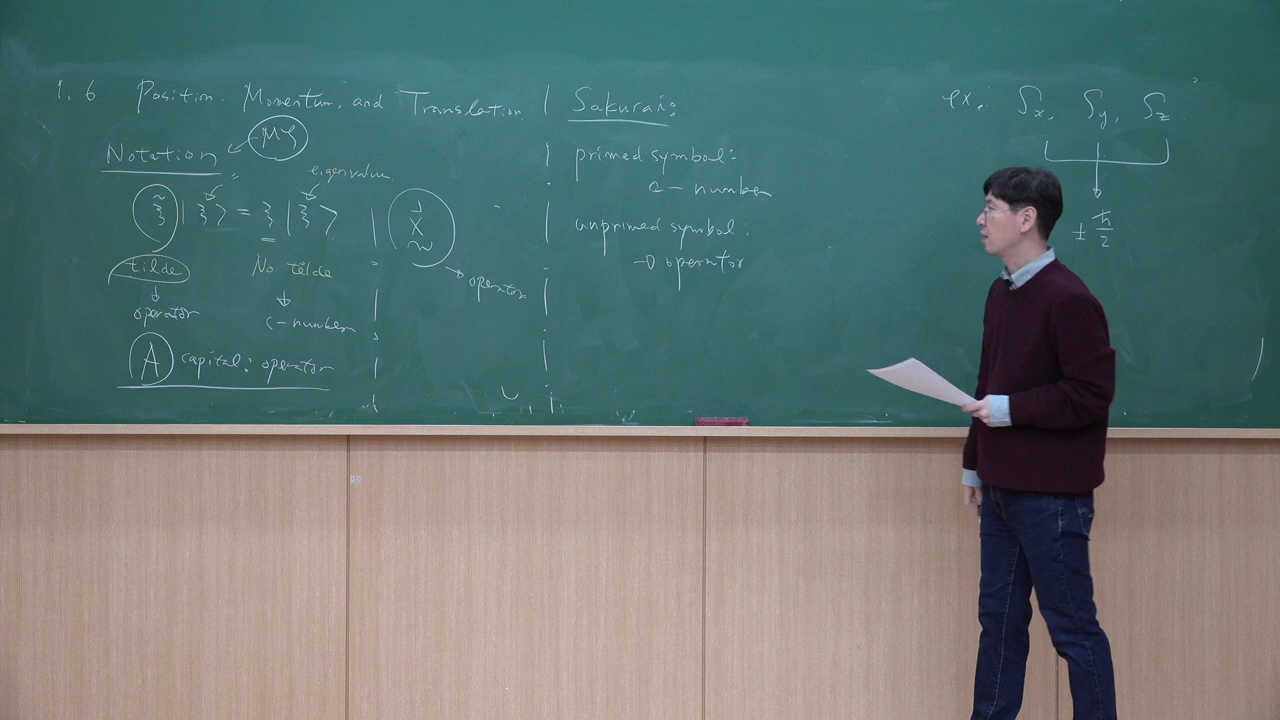 1.6 Position, Momentum, and Translation
Notation ← MY
eigenvalue
ξ̃ | ξ > = ξ | ξ >
tilde
↓
operator
No tilde
↓
c-number
A capital: operator
X
→ operator
Sakurai:
primed symbol:
c-number
unprimed symbol:
→ operator
ex: Sx, Sy, Sz
± ħ/2